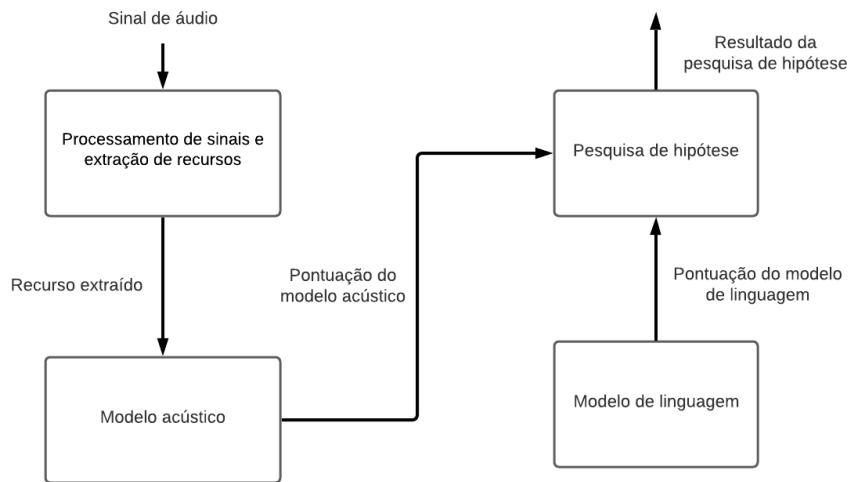 Sinal de áudio
Processamento de sinais e
extração de recursos
Recurso extraído
Modelo acústico
Pontuação do
modelo acústico
Resultado da
pesquisa de hipótese
Pesquisa de hipótese
Pontuação do modelo
de linguagem
Modelo de linguagem